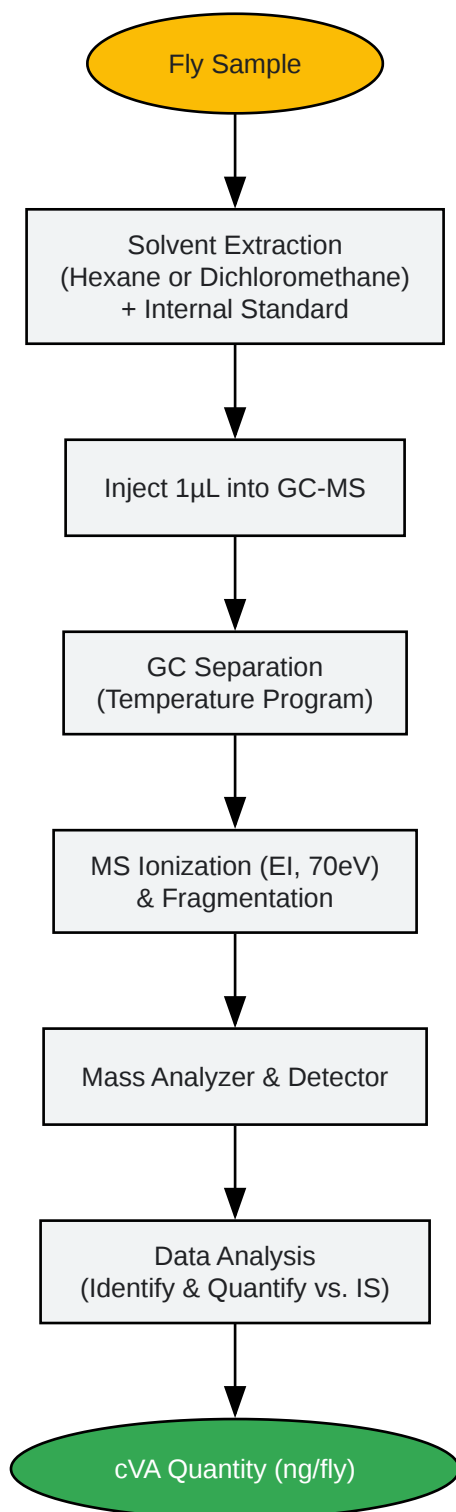 Fly Sample
Solvent Extraction
(Hexane or Dichloromethane)
+ Internal Standard
Inject 1µL into GC-MS
GC Separation
(Temperature Program)
MS Ionization (EI, 70eV)
& Fragmentation
Mass Analyzer & Detector
Data Analysis
(Identify & Quantify vs. IS)
cVA Quantity (ng/fly)